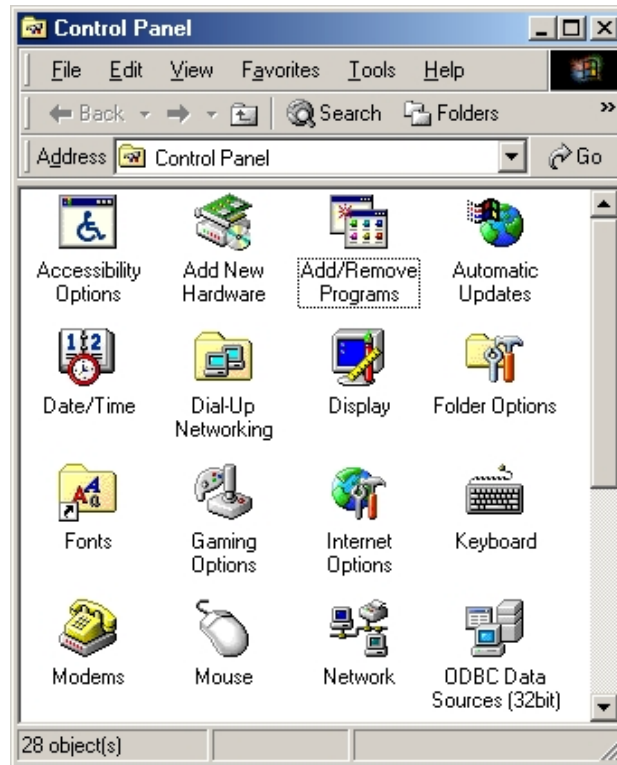 Control Panel
File Edit View Favorites Tools Help
Back Search Folders »
Address Control Panel Go
Accessibility Options
Add New Hardware
Add/Remove Programs
Automatic Updates
Date/Time
Dial-Up Networking
Display
Folder Options
Fonts
Gaming Options
Internet Options
Keyboard
Modems
Mouse
Network
ODBC Data Sources (32bit)
28 object(s)